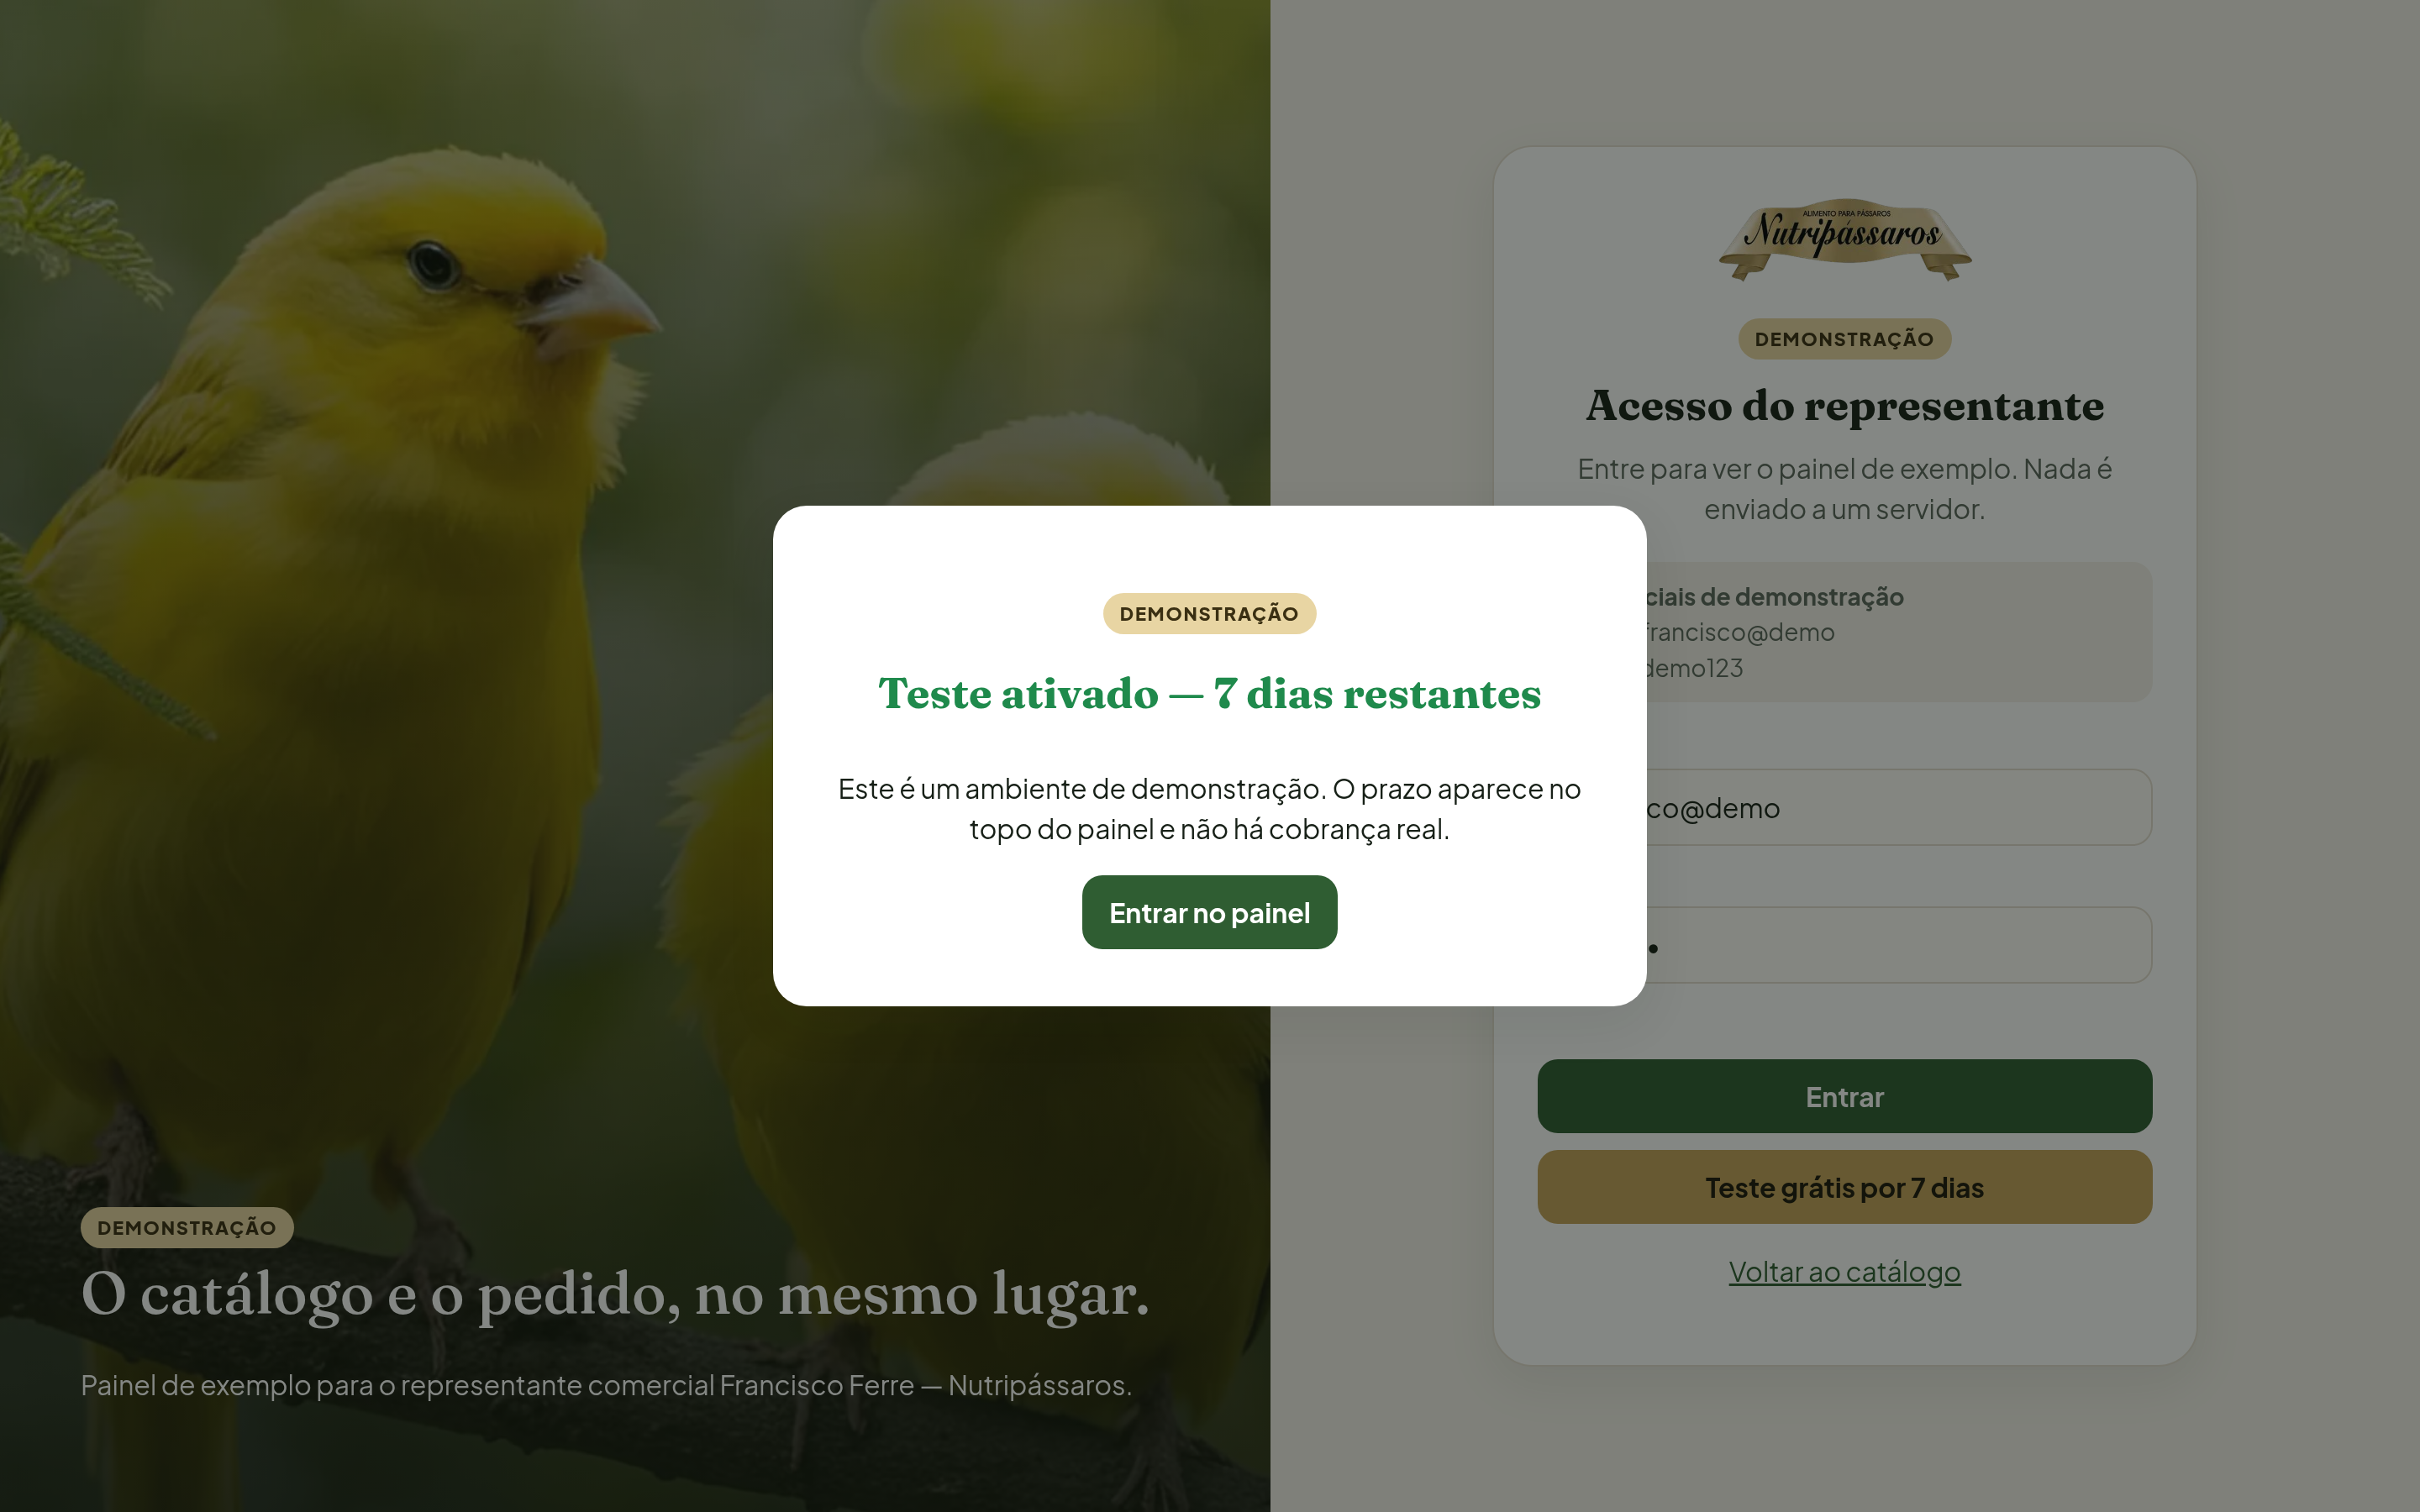 DEMONSTRAÇÃO
O catálogo e o pedido, no mesmo lugar.
Painel de exemplo para o representante comercial Francisco Ferre — Nutripássaros.
DEMONSTRAÇÃO
Teste ativado — 7 dias restantes
Este é um ambiente de demonstração. O prazo aparece no
topo do painel e não há cobrança real.
Entrar no painel
ALIMENTO PARA PÁSSAROS
Nutripássaros
DEMONSTRAÇÃO
Acesso do representante
Entre para ver o painel de exemplo. Nada é
enviado a um servidor.
ciais de demonstração
francisco@demo
demo123
co@demo
Entrar
Teste grátis por 7 dias
Voltar ao catálogo